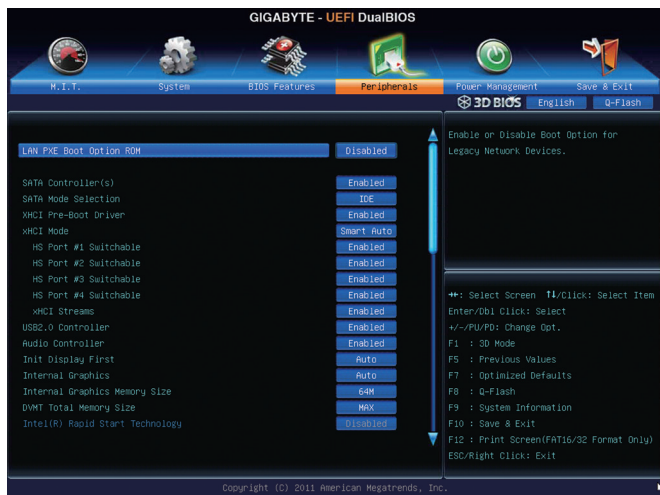 GIGABYTE - UEFI DualBIOS
M.I.T.
System
BIOS Features
Peripherals
Power Management
Save & Exit
3D BIOS
English
Q-Flash
LAN PXE Boot Option ROM Disabled
SATA Controller(s) Enabled
SATA Mode Selection IDE
XHCI Pre-Boot Driver Enabled
xHCI Mode Smart Auto
HS Port #1 Switchable Enabled
HS Port #2 Switchable Enabled
HS Port #3 Switchable Enabled
HS Port #4 Switchable Enabled
xHCI Streams Enabled
USB2.0 Controller Enabled
Audio Controller Enabled
Init Display First Auto
Internal Graphics Auto
Internal Graphics Memory Size 64M
DVMT Total Memory Size MAX
Intel(R) Rapid Start Technology Disabled
Enable or Disable Boot Option for
Legacy Network Devices.
→←: Select Screen ↑↓/Click: Select Item
Enter/Dbl Click: Select
+/-/PU/PD: Change Opt.
F1 : 3D Mode
F5 : Previous Values
F7 : Optimized Defaults
F8 : Q-Flash
F9 : System Information
F10 : Save & Exit
F12 : Print Screen(FAT16/32 Format Only)
ESC/Right Click: Exit
Copyright (C) 2011 American Megatrends, Inc.